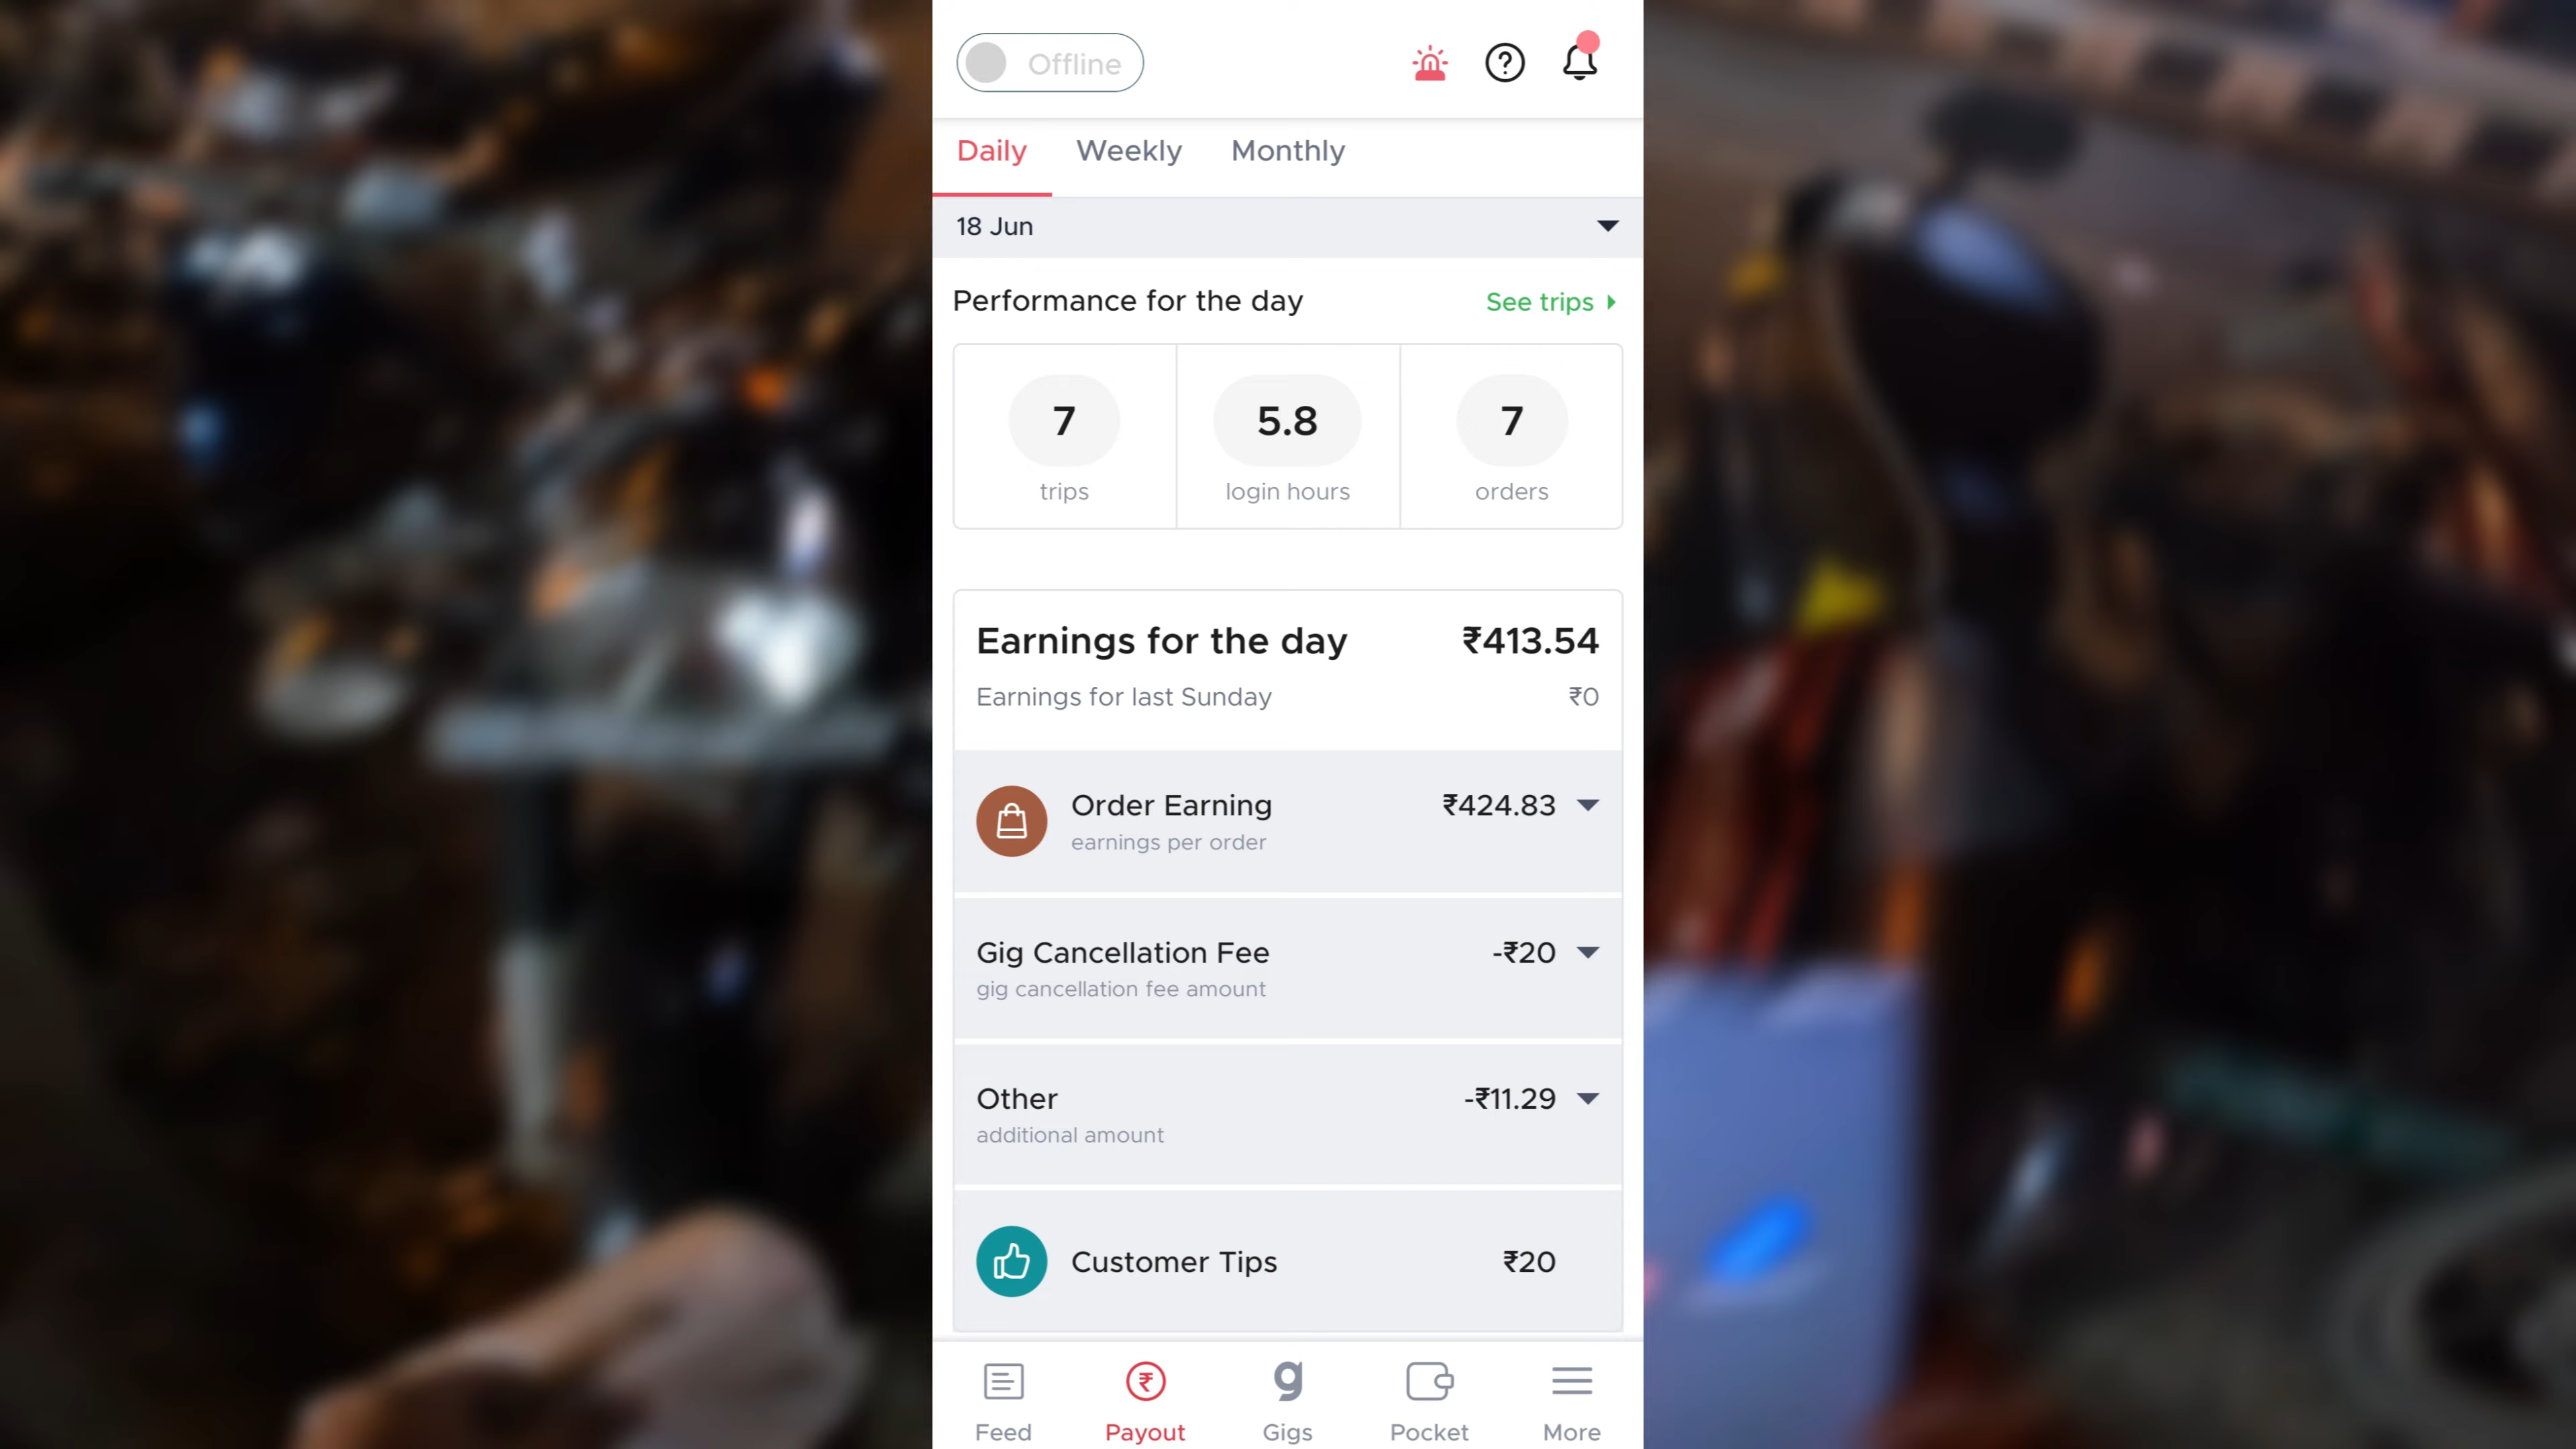 Offline
Daily Weekly Monthly
18 Jun
Performance for the day See trips
7 5.8 7
trips login hours orders
Earnings for the day ₹413.54
Earnings for last Sunday ₹0
Order Earning ₹424.83
earnings per order
Gig Cancellation Fee -₹20
gig cancellation fee amount
Other -₹11.29
additional amount
Customer Tips ₹20
Feed Payout Gigs Pocket More